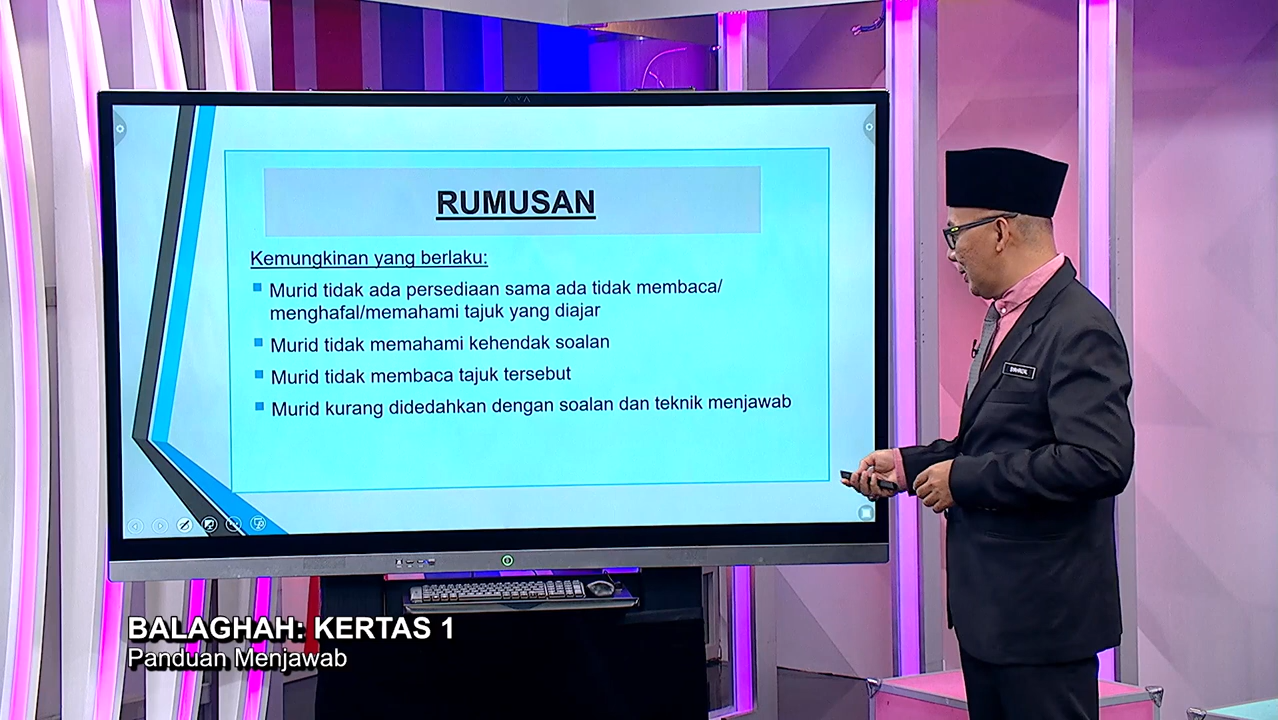 RUMUSAN
Kemungkinan yang berlaku:
Murid tidak ada persediaan sama ada tidak membaca/
menghafal/memahami tajuk yang diajar
Murid tidak memahami kehendak soalan
Murid tidak membaca tajuk tersebut
Murid kurang didedahkan dengan soalan dan teknik menjawab
BALAGHAH: KERTAS 1
Panduan Menjawab